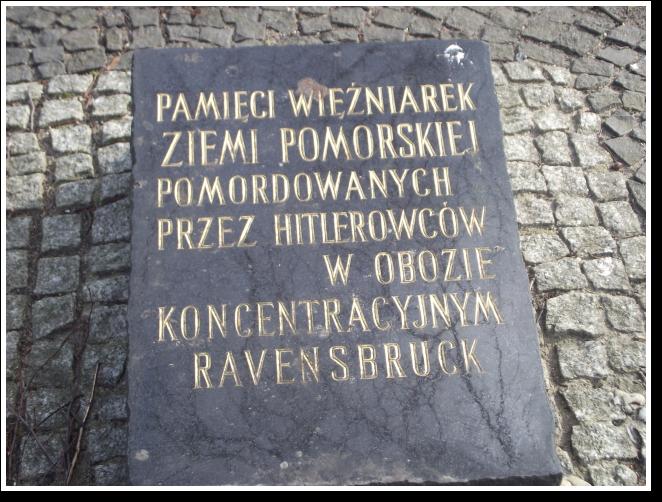 PAMIĘCI WIĘŹNIAREK
ZIEMI POMORSKIEJ
POMORDOWANYCH
PRZEZ HITLEROWCÓW
W OBOZIE
KONCENTRACYJNYM
RAVENSBRUCK